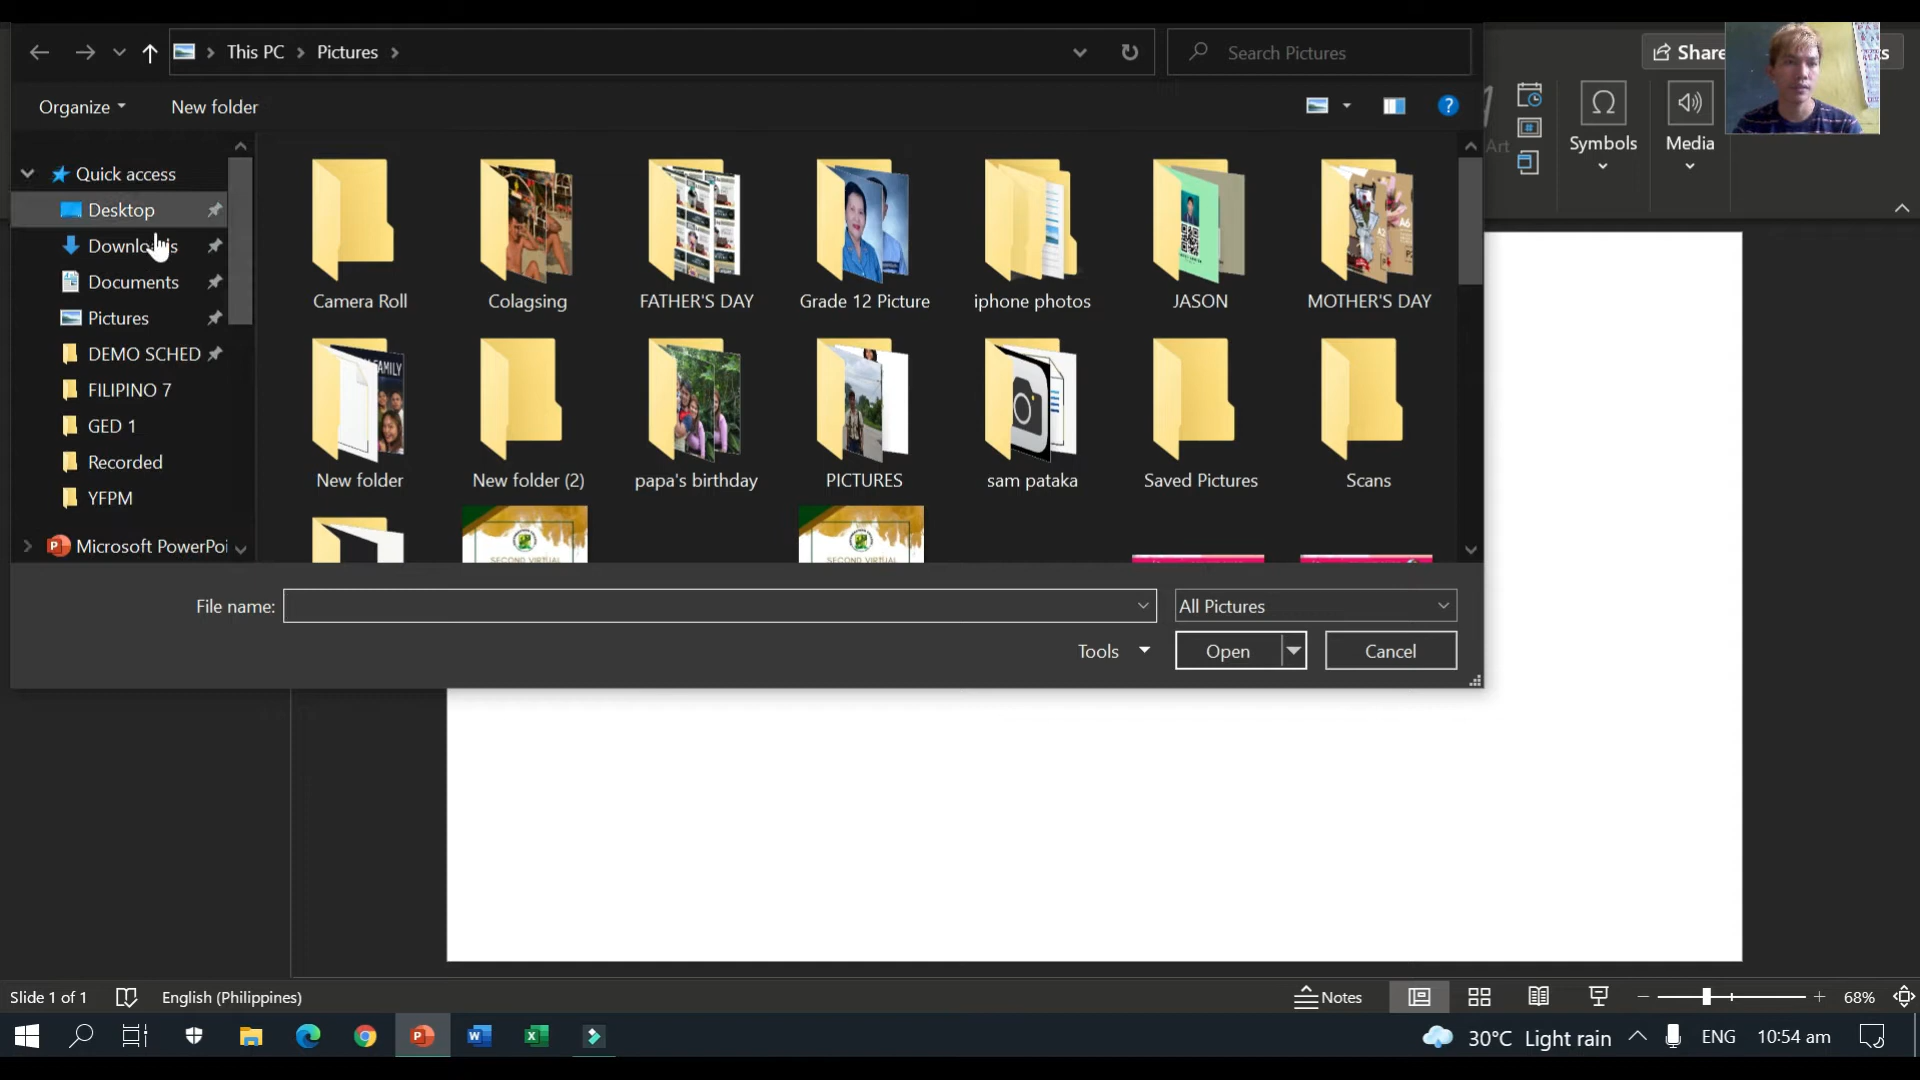 This PC
Pictures
Search Pictures
Share
Organize
New folder
Symbols
Media
Art
Quick access
Desktop
Downloads
Documents
Pictures
DEMO SCHED
FILIPINO 7
GED 1
Recorded
YFPM
Microsoft PowerPoi
Camera Roll
Colagsing
FATHER'S DAY
Grade 12 Picture
iphone photos
JASON
MOTHER'S DAY
New folder
New folder (2)
papa's birthday
PICTURES
sam pataka
Saved Pictures
Scans
SECOND VIRTUAL
SECOND VIRTUAL
File name:
All Pictures
Tools
Open
Cancel
Slide 1 of 1
English (Philippines)
Notes
68%
30°C Light rain
ENG
10:54 am